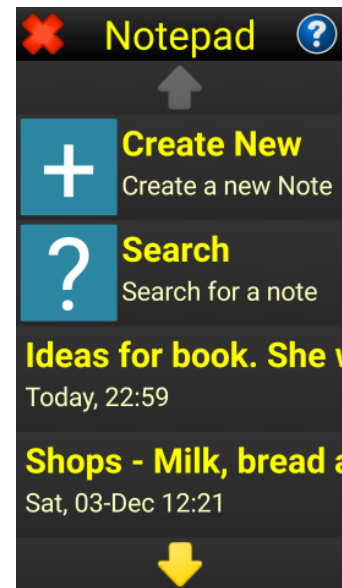 Notepad ?
+ Create New
Create a new Note
? Search
Search for a note
Ideas for book. She
Today, 22:59
Shops - Milk, bread
Sat, 03-Dec 12:21